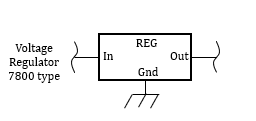 Voltage
Regulator
7800 type
REG
In
Out
Gnd